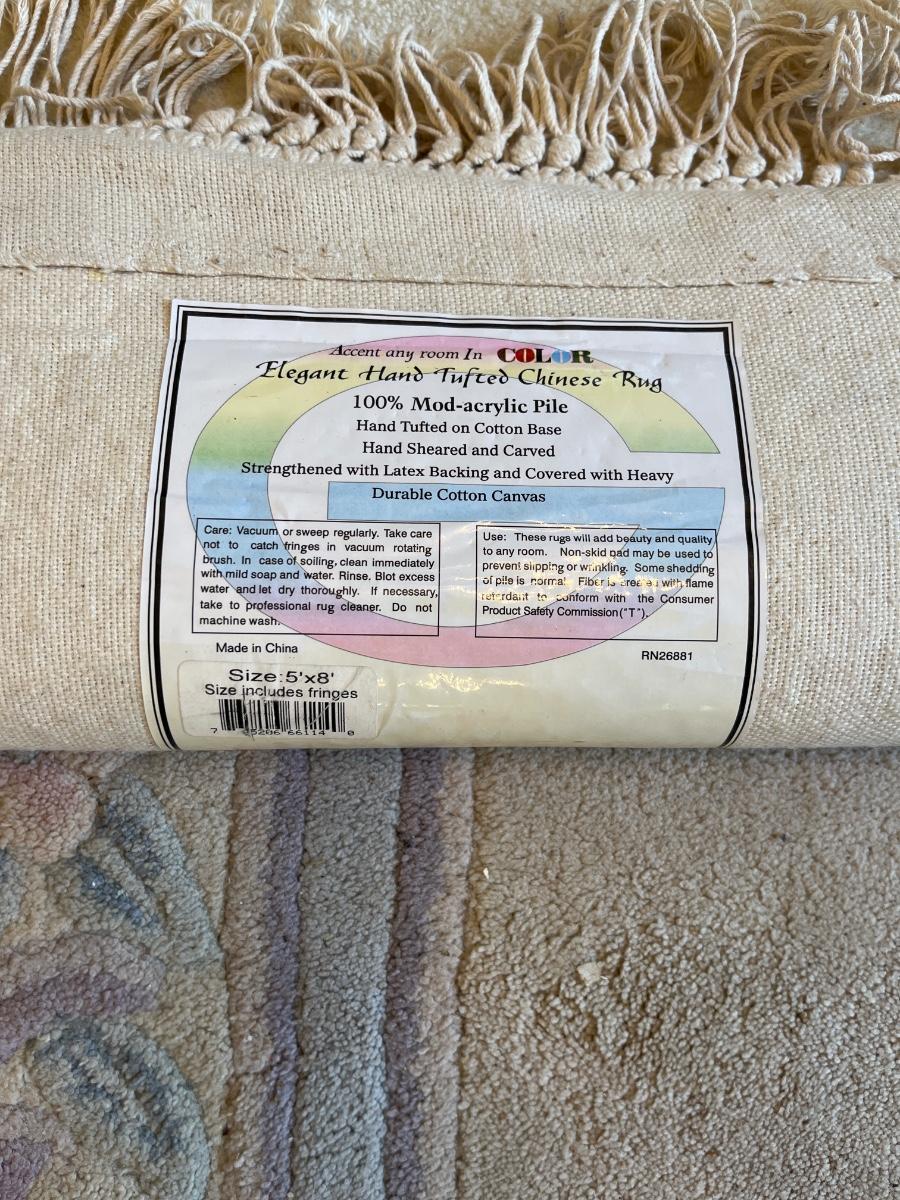 Accent any room In COLOR
Elegant Hand Tufted Chinese Rug
100% Mod-acrylic Pile
Hand Tufted on Cotton Base
Hand Sheared and Carved
Strengthened with Latex Backing and Covered with Heavy
Durable Cotton Canvas
Care: Vacuum or sweep regularly. Take care
not to catch fringes in vacuum rotating
brush. In case of soiling, clean immediately
with mild soap and water. Rinse. Blot excess
water and let dry thoroughly. If necessary,
take to professional rug cleaner. Do not
machine wash.
Use: These rugs will add beauty and quality
to any room. Non-skid pad may be used to
prevent slipping or wrinkling. Some shedding
of pile is normal. Fiber is created with flame
retardant to conform with the Consumer
Product Safety Commission ("T").
Made in China
RN26881
Size: 5'x8'
Size includes fringes
7 66114 0